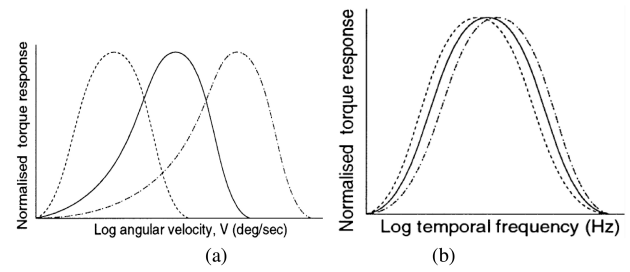 Normalised torque response
Log angular velocity, V (deg/sec)
(a)
b)
Normalised torque response
Log temporal frequency (Hz)
(b)